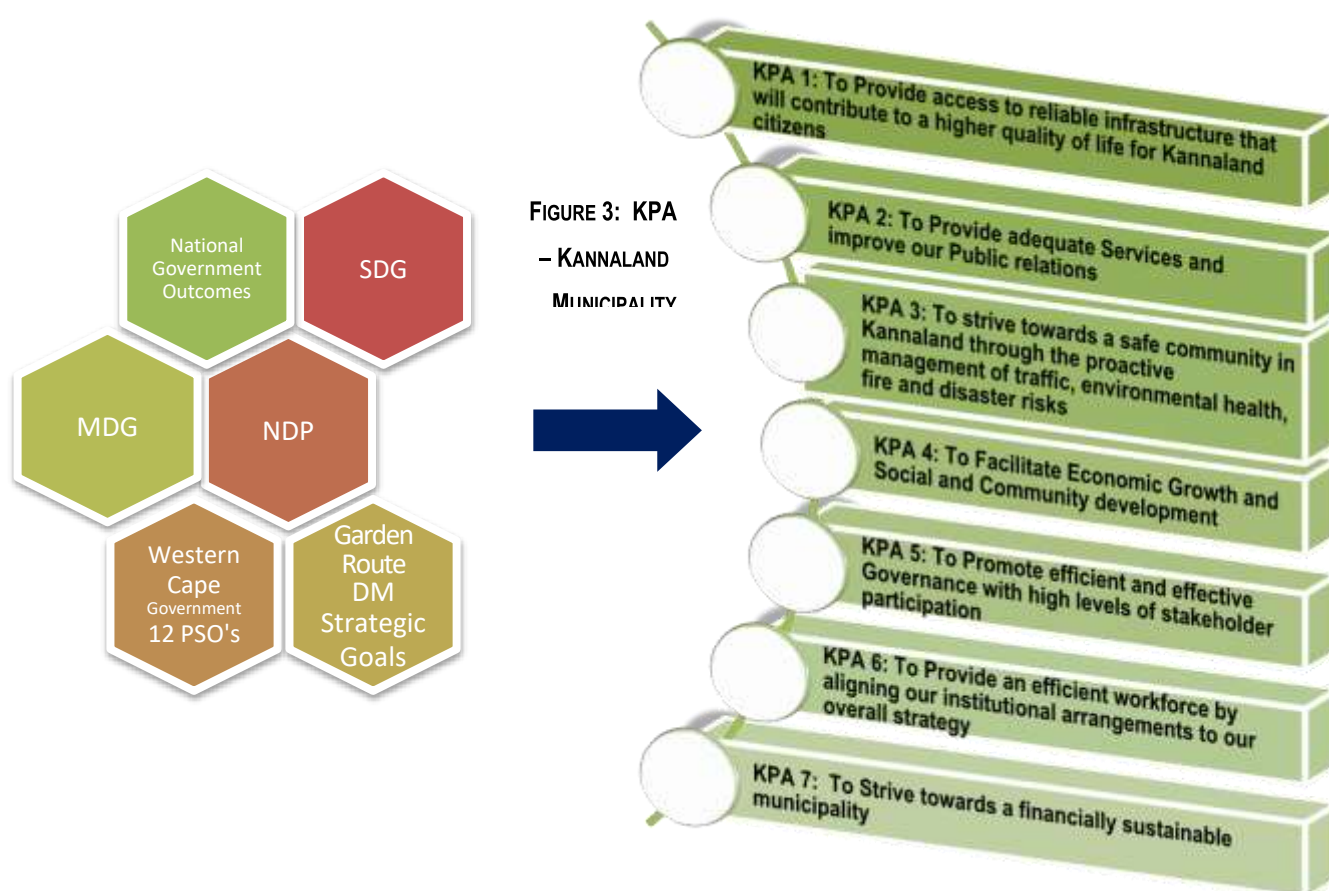 National
Government
Outcomes
SDG
MDG
NDP
Western
Cape
Government
12 PSO's
Garden
Route
DM
Strategic
Goals
FIGURE 3: KPA
– KANNALAND
MUNICIPALITY
KPA 1: To Provide access to reliable infrastructure that
will contribute to a higher quality of life for Kannaland
citizens
KPA 2: To Provide adequate Services and
improve our Public relations
KPA 3: To strive towards a safe community in
Kannaland through the proactive
management of traffic, environmental health,
fire and disaster risks
KPA 4: To Facilitate Economic Growth and
Social and Community development
KPA 5: To Promote efficient and effective
Governance with high levels of stakeholder
participation
KPA 6: To Provide an efficient workforce by
aligning our institutional arrangements to our
overall strategy
KPA 7: To Strive towards a financially sustainable
municipality